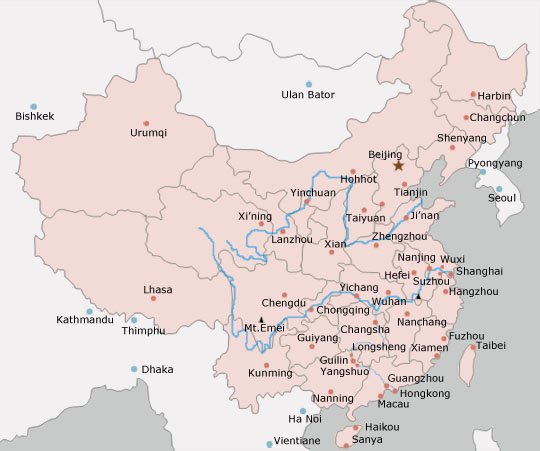 Ulan Bator
Harbin
Bishkek
Changchun
Urumqi
Shenyang
Beijing
Pyongyang
Hohhot
Tianjin
Yinchuan
Seoul
Xi'ning
Taiyuan
Ji'nan
Lanzhou
Xian
Zhengzhou
Nanjing
Wuxi
Hefei
Shanghai
Suzhou
Lhasa
Yichang
Hangzhou
Chengdu
Wuham
Kathmandu
Chongqing
Nanchang
Thimphu
Mt.Emei
Changsha
Guiyang
Longsheng
Fuzhou
Xiamen
Taibei
Guilin
Dhaka
Kunming
Yangshuo
Guangzhou
Nanning
Hongkong
Macau
Ha Noi
Haikou
Vientiane
Sanya